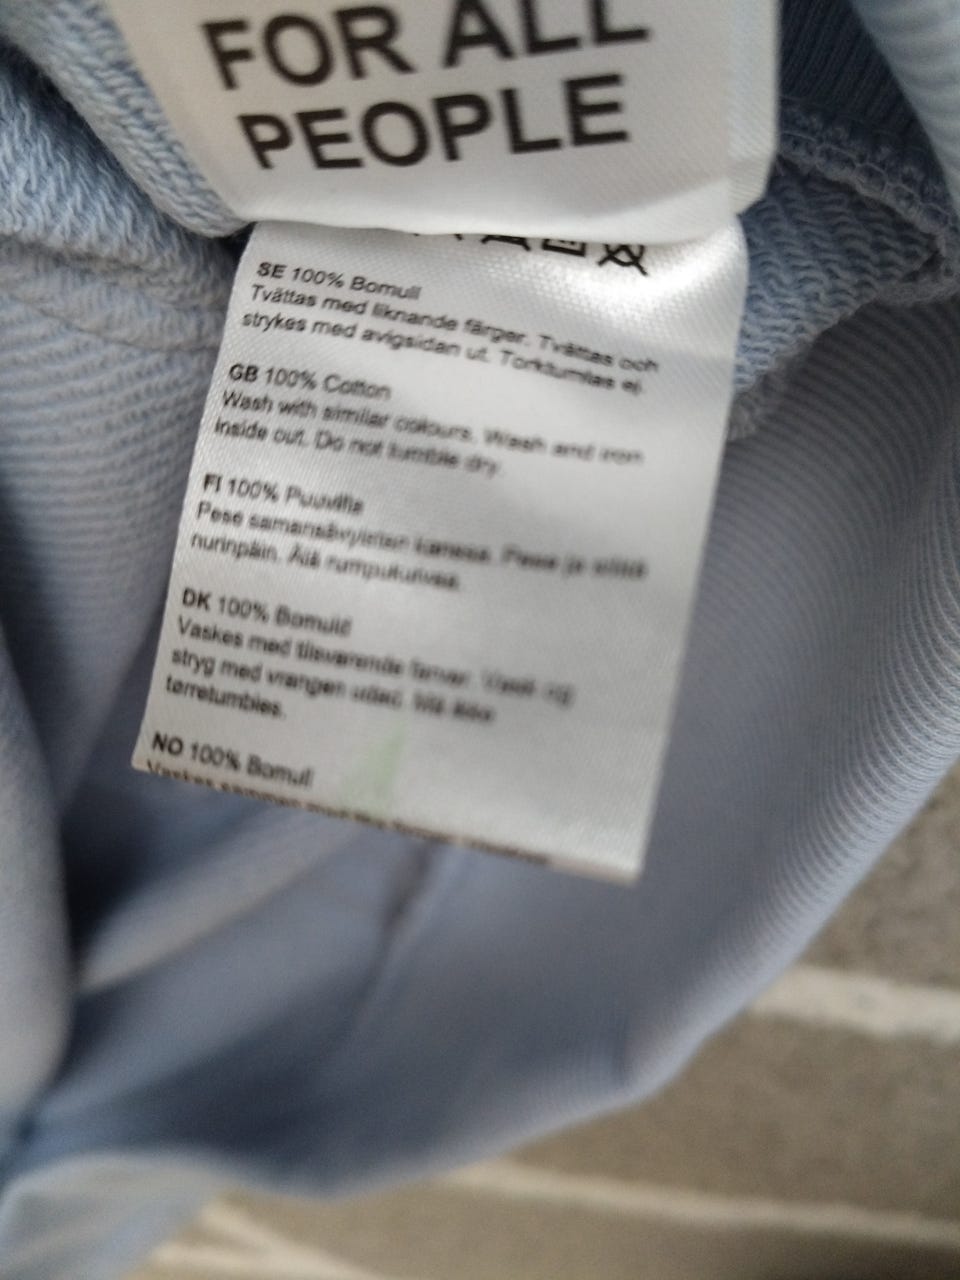 FOR ALL
PEOPLE
SE 100% Bomull
Tvättas med liknande färger. Tvättas och
strykes med avigsidan ut. Torktumlas ej.
GB 100% Cotton
Wash with similar colours. Wash and iron
inside out. Do not tumble dry.
FI 100% Puuvilla
Pese samansävyisten kanssa. Pese ja silitä
nurinpäin. Älä rumpukuivaa.
DK 100% Bomuld
Vaskes med tilsvarende farver. Vask og
stryg med vrangen udad. Må ikke
tørretumbles.
NO 100% Bomull
Vaskes sammen med